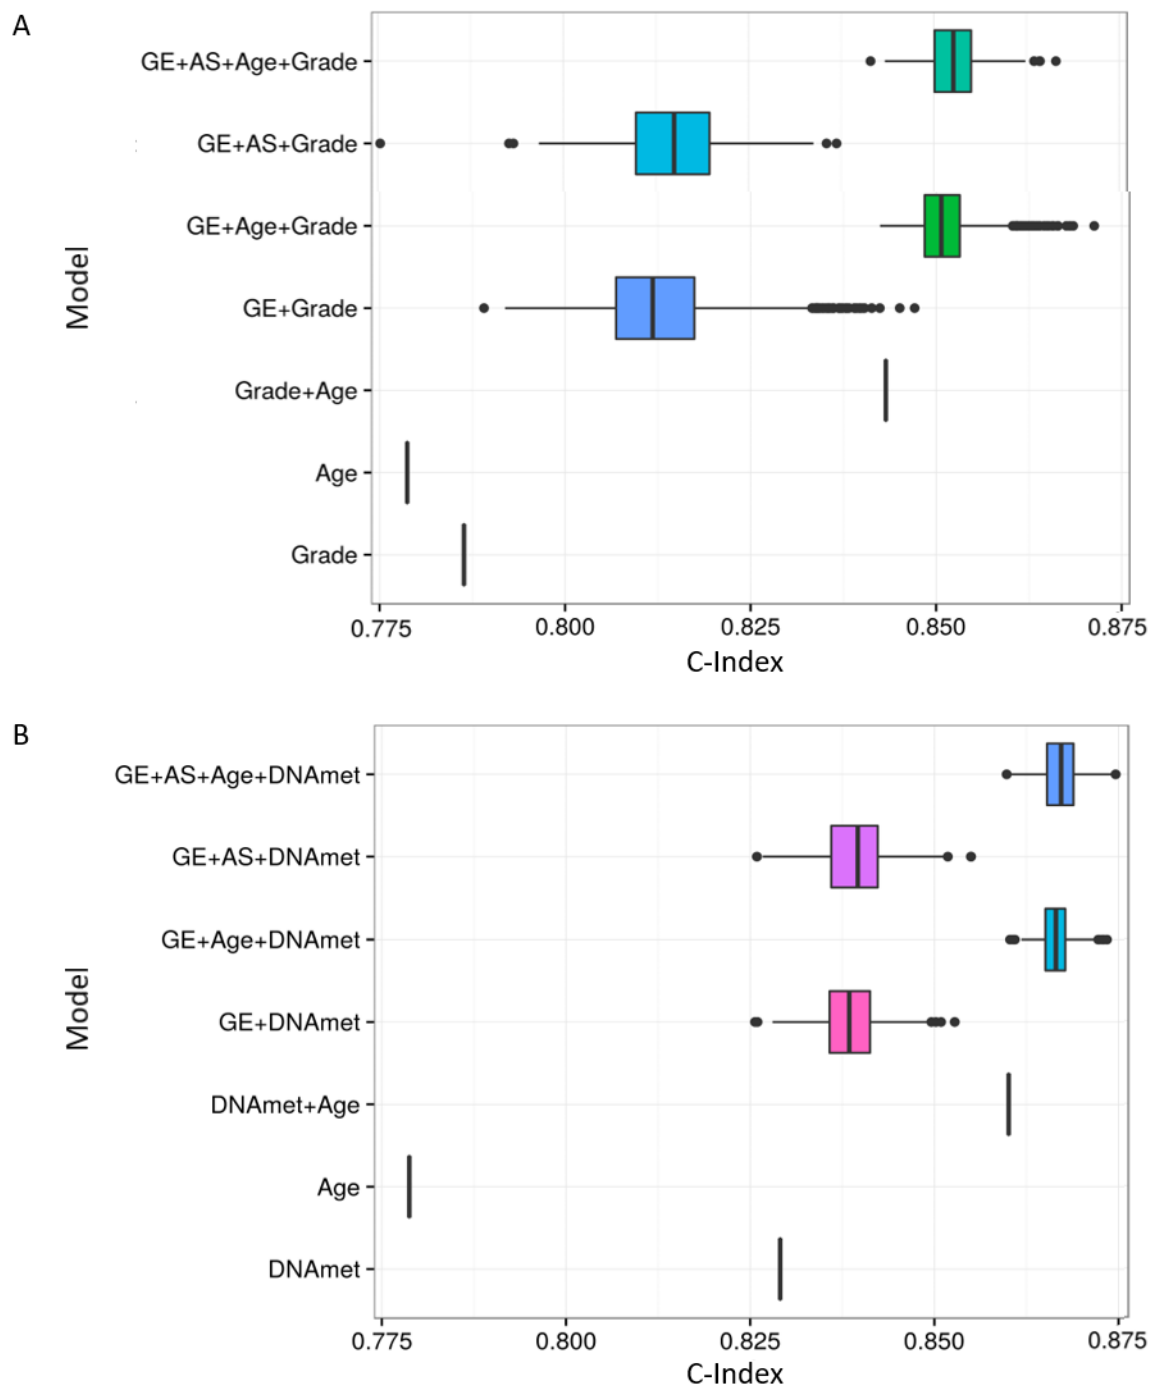 A
GE+AS+Age+Grade
GE+AS+Grade
GE+Age+Grade
GE+Grade
Grade+Age
Age
Grade
Model
0.775 0.800 0.825 0.850 0.875
C-Index
B
GE+AS+Age+DNAmet
GE+AS+DNAmet
GE+Age+DNAmet
GE+DNAmet
DNAmet+Age
Age
DNAmet
Model
0.775 0.800 0.825 0.850 0.875
C-Index